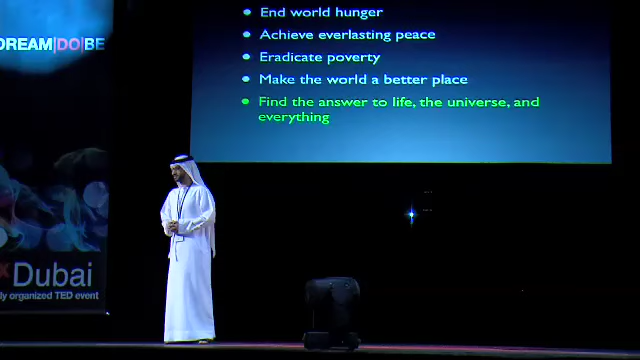 End world hunger
Achieve everlasting peace
Eradicate poverty
Make the world a better place
Find the answer to life, the universe, and
everything
DREAM|DO|BE
x Dubai
organized TED event